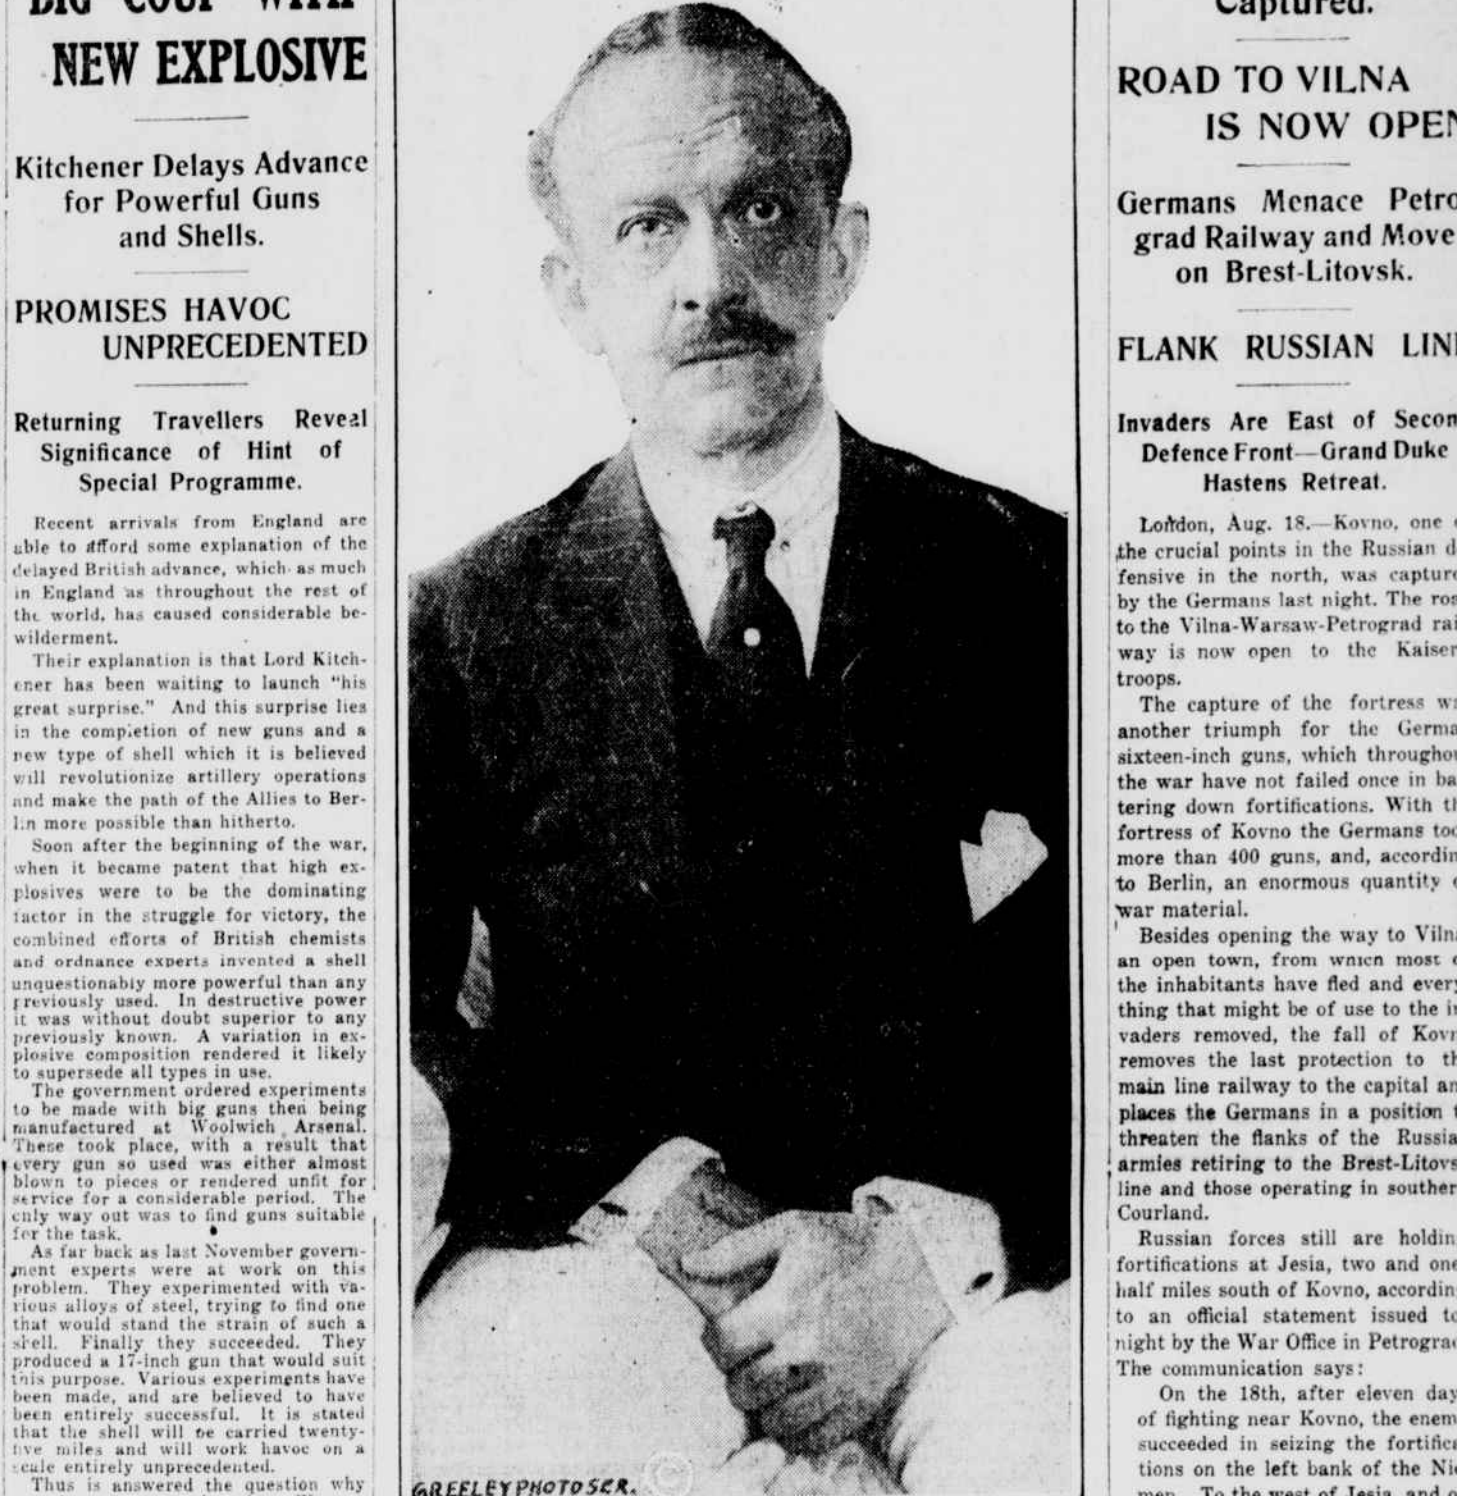 BIG COUP WITH
NEW EXPLOSIVE
Kitchener Delays Advance
for Powerful Guns
and Shells.
PROMISES HAVOC
UNPRECEDENTED
Returning Travellers Reveal
Significance of Hint of
Special Programme.
Recent arrivals from England are
able to afford some explanation of the
delayed British advance, which as much
in England as throughout the rest of
the world, has caused considerable be-
wilderment.
Their explanation is that Lord Kitch-
ener has been waiting to launch "his
great surprise." And this surprise lies
in the completion of new guns and a
new type of shell which it is believed
will revolutionize artillery operations
and make the path of the Allies to Ber-
lin more possible than hitherto.
Soon after the beginning of the war,
when it became patent that high ex-
plosives were to be the dominating
factor in the struggle for victory, the
combined efforts of British chemists
and ordnance experts invented a shell
unquestionably more powerful than any
previously used. In destructive power
it was without doubt superior to any
previously known. A variation in ex-
plosive composition rendered it likely
to supersede all types in use.
The government ordered experiments
to be made with big guns then being
manufactured at Woolwich Arsenal.
These took place, with a result that
every gun so used was either almost
blown to pieces or rendered unfit for
service for a considerable period. The
only way out was to find guns suitable
for the task.
As far back as last November govern-
ment experts were at work on this
problem. They experimented with va-
rious alloys of steel, trying to find one
that would stand the strain of such a
shell. Finally they succeeded. They
produced a 17-inch gun that would suit
this purpose. Various experiments have
been made, and are believed to have
been entirely successful. It is stated
that the shell will be carried twenty-
five miles and will work havoc on a
scale entirely unprecedented.
Thus is answered the question why
GREELEY PHOTO SER.
Captured.
ROAD TO VILNA
IS NOW OPEN
Germans Menace Petro
grad Railway and Move
on Brest-Litovsk.
FLANK RUSSIAN LIN
Invaders Are East of Secon
Defence Front—Grand Duke
Hastens Retreat.
London, Aug. 18.—Kovno, one
the crucial points in the Russian d
fensive in the north, was capture
by the Germans last night. The roa
to the Vilna-Warsaw-Petrograd rai
way is now open to the Kaiser
troops.
The capture of the fortress wa
another triumph for the Germa
sixteen-inch guns, which throughou
the war have not failed once in ba
tering down fortifications. With th
fortress of Kovno the Germans too
more than 400 guns, and, accordin
to Berlin, an enormous quantity
war material.
Besides opening the way to Vilna
an open town, from which most
the inhabitants have fled and every
thing that might be of use to the in
vaders removed, the fall of Kovn
removes the last protection to th
main line railway to the capital an
places the Germans in a position t
threaten the flanks of the Russia
armies retiring to the Brest-Litovs
line and those operating in souther
Courland.
Russian forces still are holdin
fortifications at Jesia, two and one
half miles south of Kovno, accordin
to an official statement issued to
night by the War Office in Petrogra
The communication says:
On the 18th, after eleven day
of fighting near Kovno, the enem
succeeded in seizing the fortifica
tions on the left bank of the Nie
men. To the west of Jesia, and